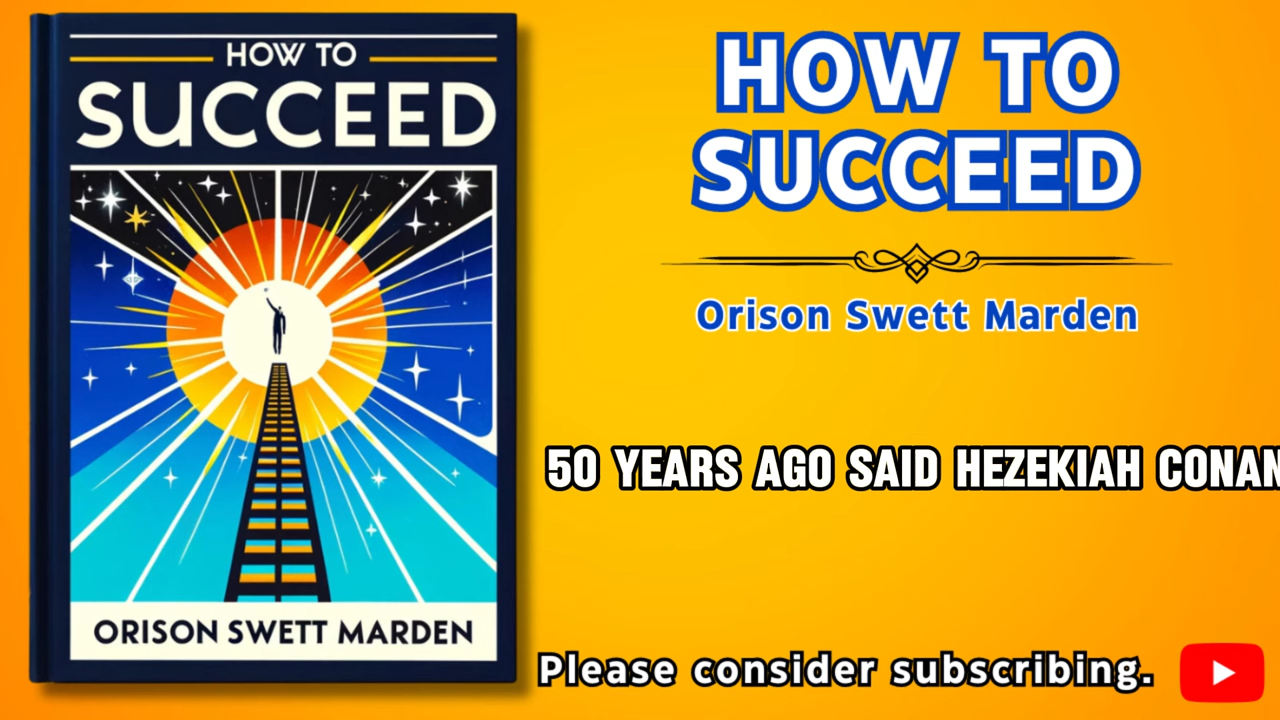 HOW TO
SUCCEED
ORISON SWETT MARDEN
HOW TO
SUCCEED
Orison Swett Marden
50 YEARS AGO SAID HEZEKIAH CONAN
Please consider subscribing.